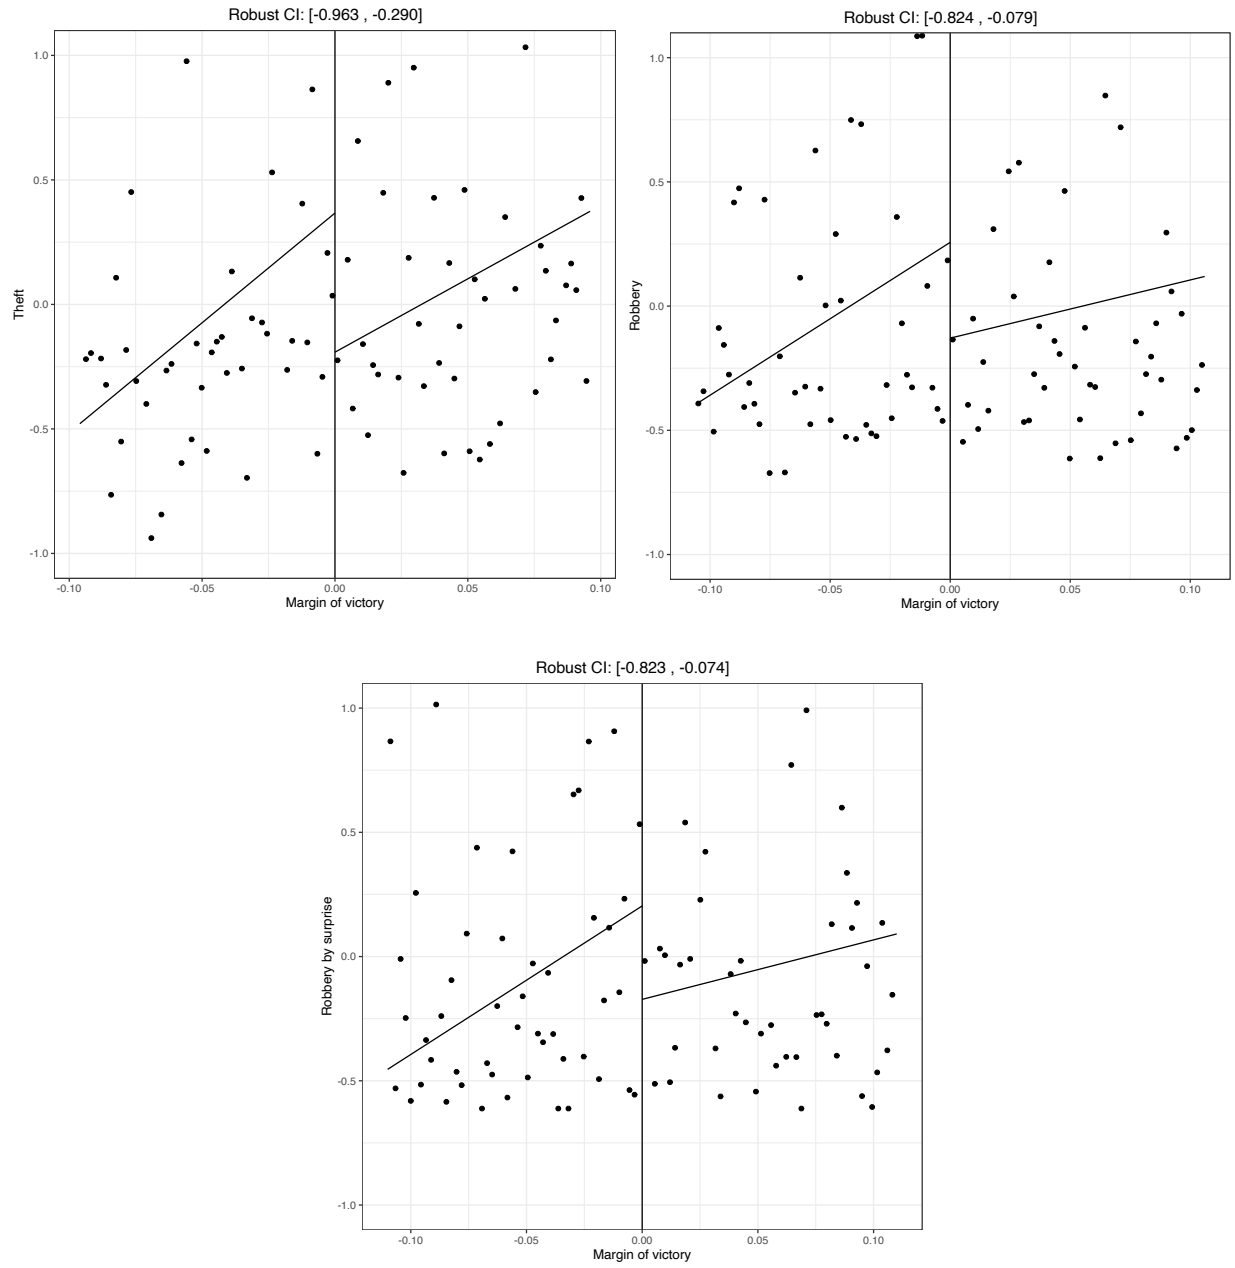 Robust CI: [-0.963 , -0.290]
1.0
0.5
0.0
-0.5
-1.0
Theft
-0.10 -0.05 0.00 0.05 0.10
Margin of victory
Robust CI: [-0.824 , -0.079]
1.0
0.5
0.0
-0.5
-1.0
Robbery
-0.10 -0.05 0.00 0.05 0.10
Margin of victory
Robust CI: [-0.823 , -0.074]
1.0
0.5
0.0
-0.5
-1.0
Robbery by surprise
-0.10 -0.05 0.00 0.05 0.10
Margin of victory